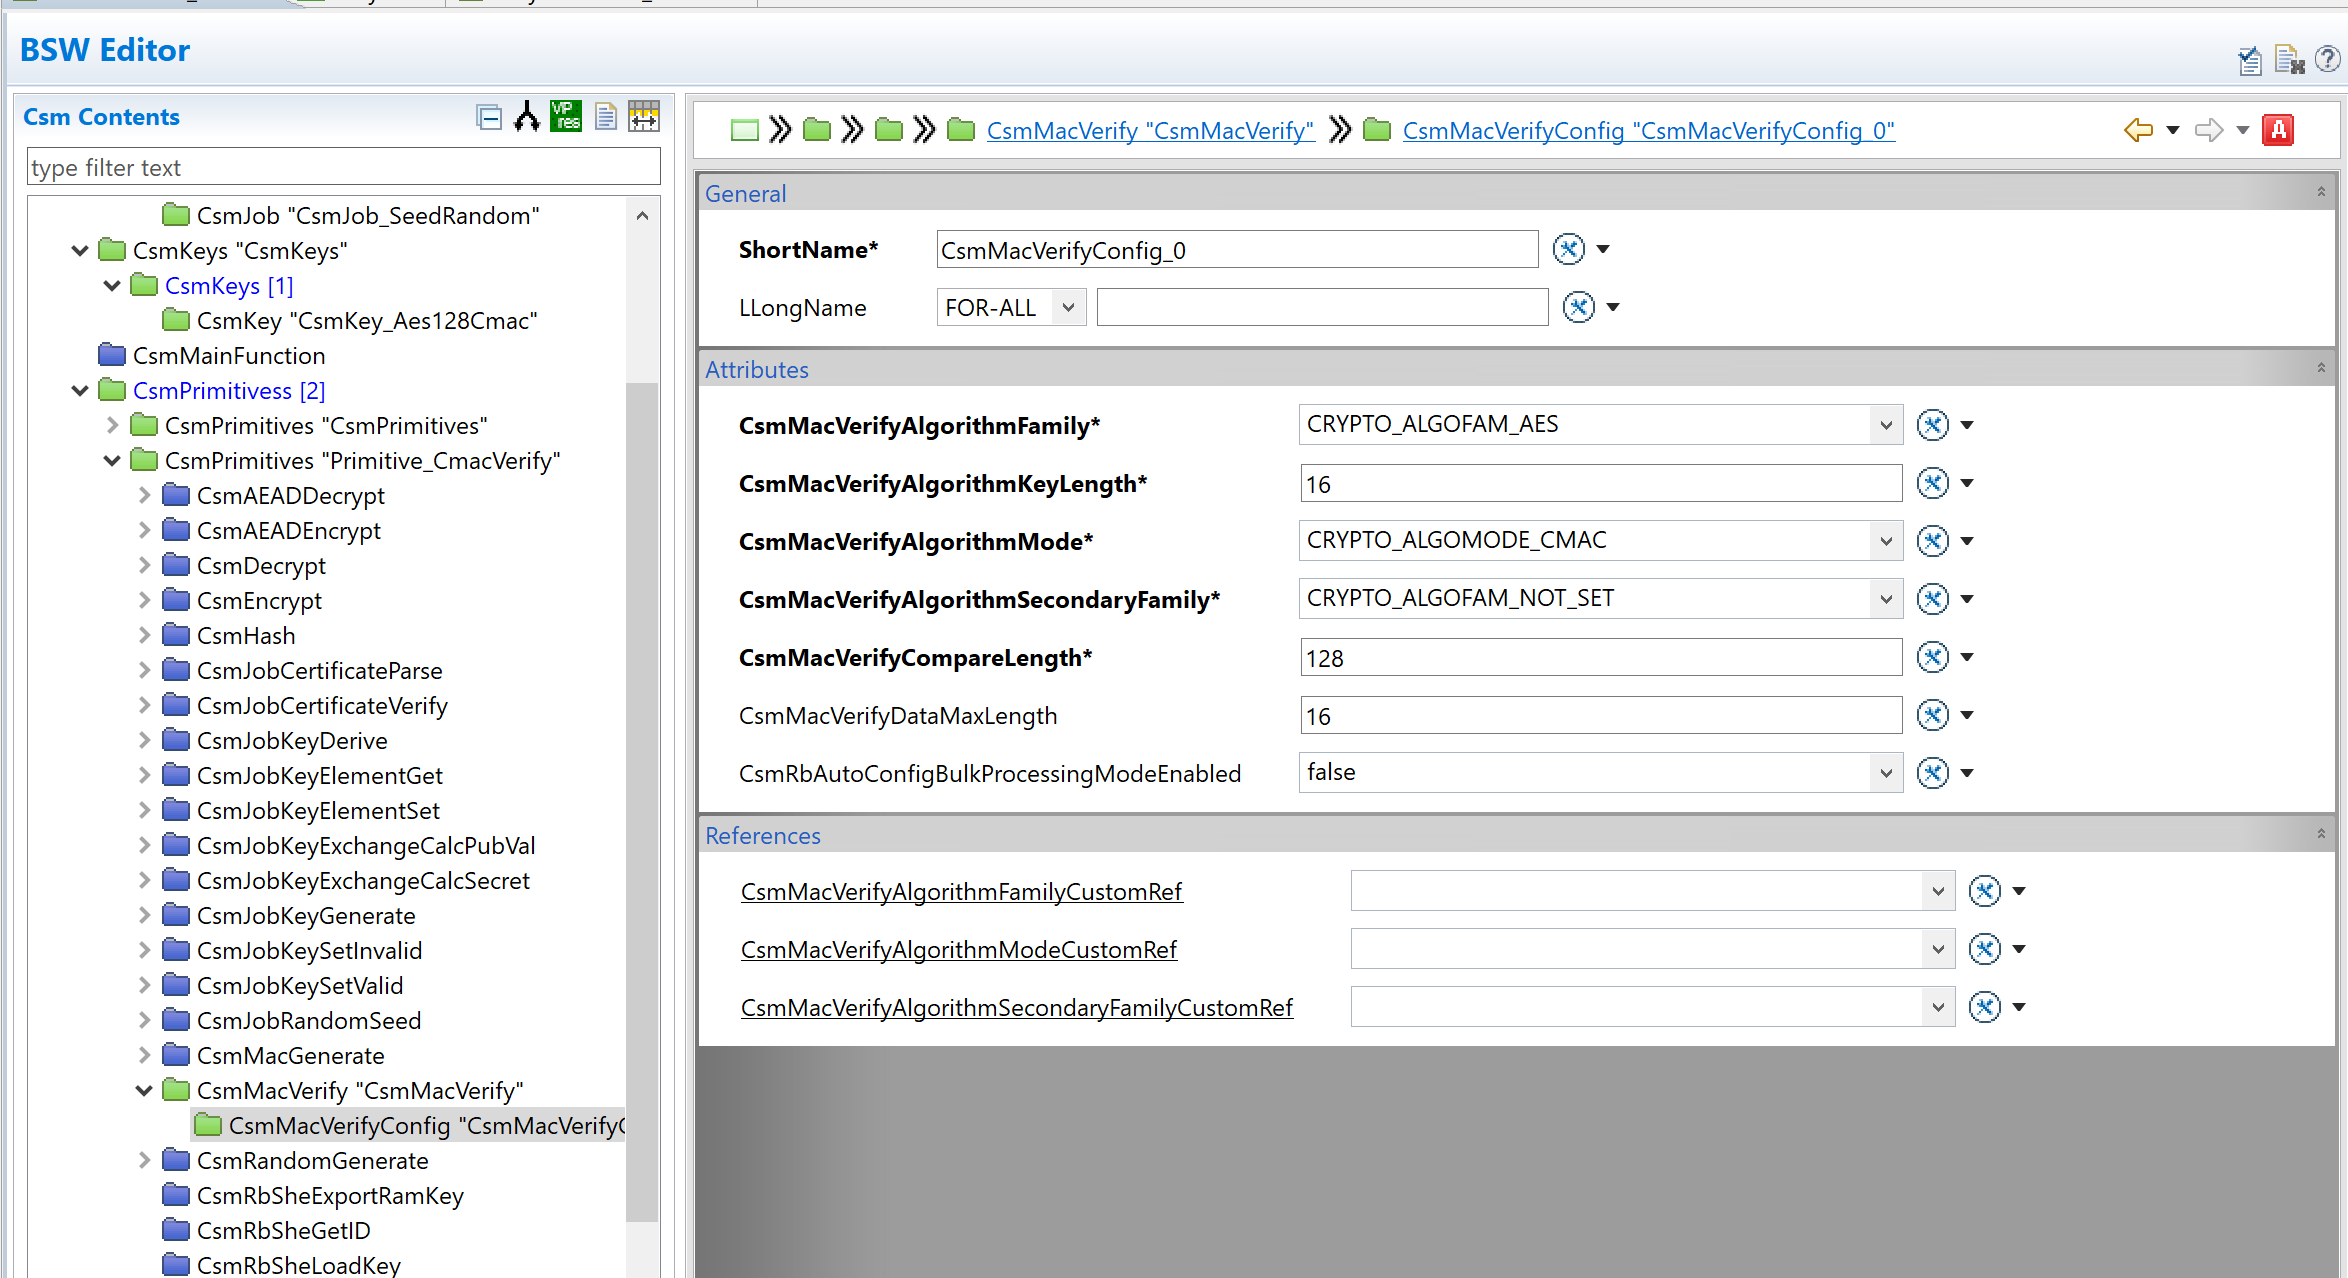 BSW Editor
Csm Contents
VP
res
type filter text
CsmJob "CsmJob_SeedRandom"
CsmKeys "CsmKeys"
CsmKeys [1]
CsmKey "CsmKey_Aes128Cmac"
CsmMainFunction
CsmPrimitivess [2]
CsmPrimitives "CsmPrimitives"
CsmPrimitives "Primitive_CmacVerify"
CsmAEADDecrypt
CsmAEADEncrypt
CsmDecrypt
CsmEncrypt
CsmHash
CsmJobCertificateParse
CsmJobCertificateVerify
CsmJobKeyDerive
CsmJobKeyElementGet
CsmJobKeyElementSet
CsmJobKeyExchangeCalcPubVal
CsmJobKeyExchangeCalcSecret
CsmJobKeyGenerate
CsmJobKeySetInvalid
CsmJobKeySetValid
CsmJobRandomSeed
CsmMacGenerate
CsmMacVerify "CsmMacVerify"
CsmMacVerifyConfig "CsmMacVerifyC
CsmRandomGenerate
CsmRbSheExportRamKey
CsmRbSheGetID
CsmRbSheLoadKey
CsmMacVerify "CsmMacVerify" CsmMacVerifyConfig "CsmMacVerifyConfig_0" A
General
ShortName* CsmMacVerifyConfig_0
LLongName FOR-ALL
Attributes
CsmMacVerifyAlgorithmFamily* CRYPTO_ALGOFAM_AES
CsmMacVerifyAlgorithmKeyLength* 16
CsmMacVerifyAlgorithmMode* CRYPTO_ALGOMODE_CMAC
CsmMacVerifyAlgorithmSecondaryFamily* CRYPTO_ALGOFAM_NOT_SET
CsmMacVerifyCompareLength* 128
CsmMacVerifyDataMaxLength 16
CsmRbAutoConfigBulkProcessingModeEnabled false
References
CsmMacVerifyAlgorithmFamilyCustomRef
CsmMacVerifyAlgorithmModeCustomRef
CsmMacVerifyAlgorithmSecondaryFamilyCustomRef